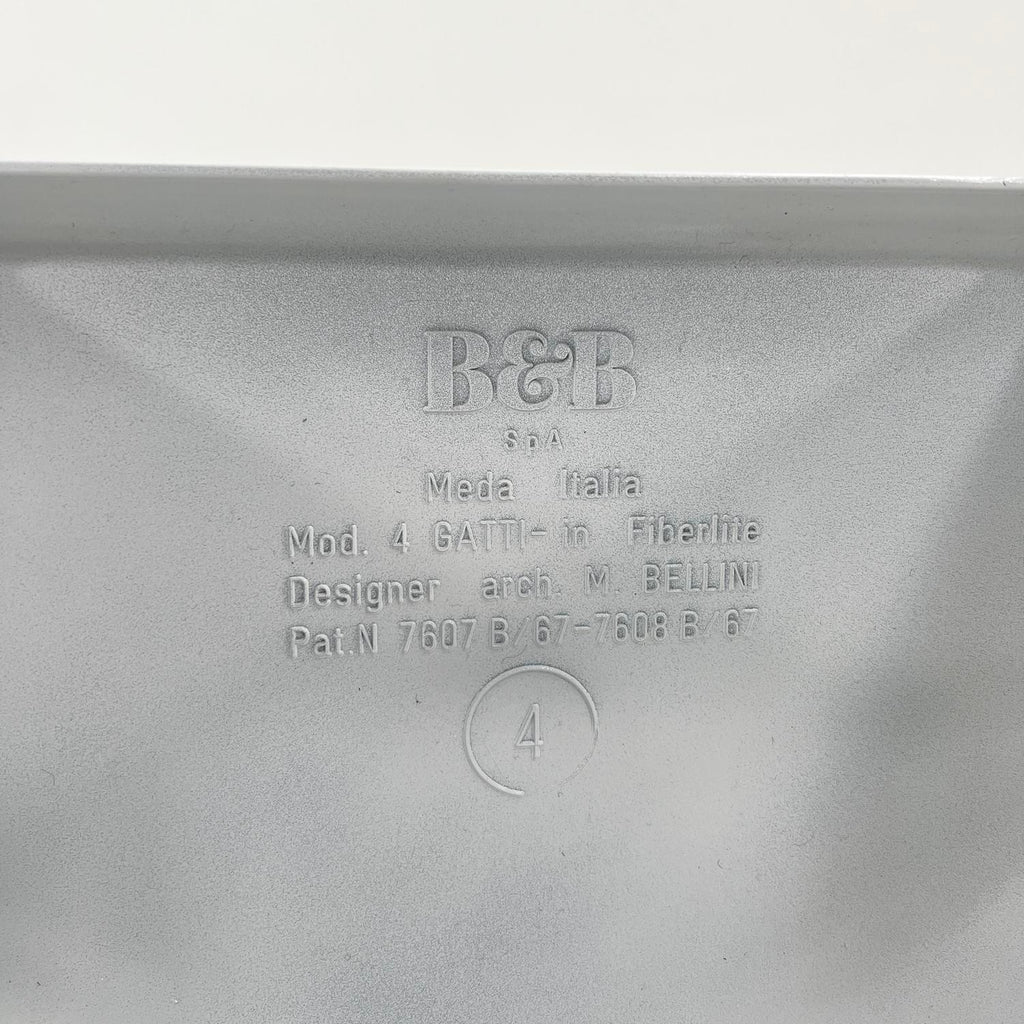 B&B
SpA
Meda Italia
Mod. 4 GATTI- in Fiberlite
Designer arch. M. BELLINI
Pat.N 7607 B/67-7608 B/67
4